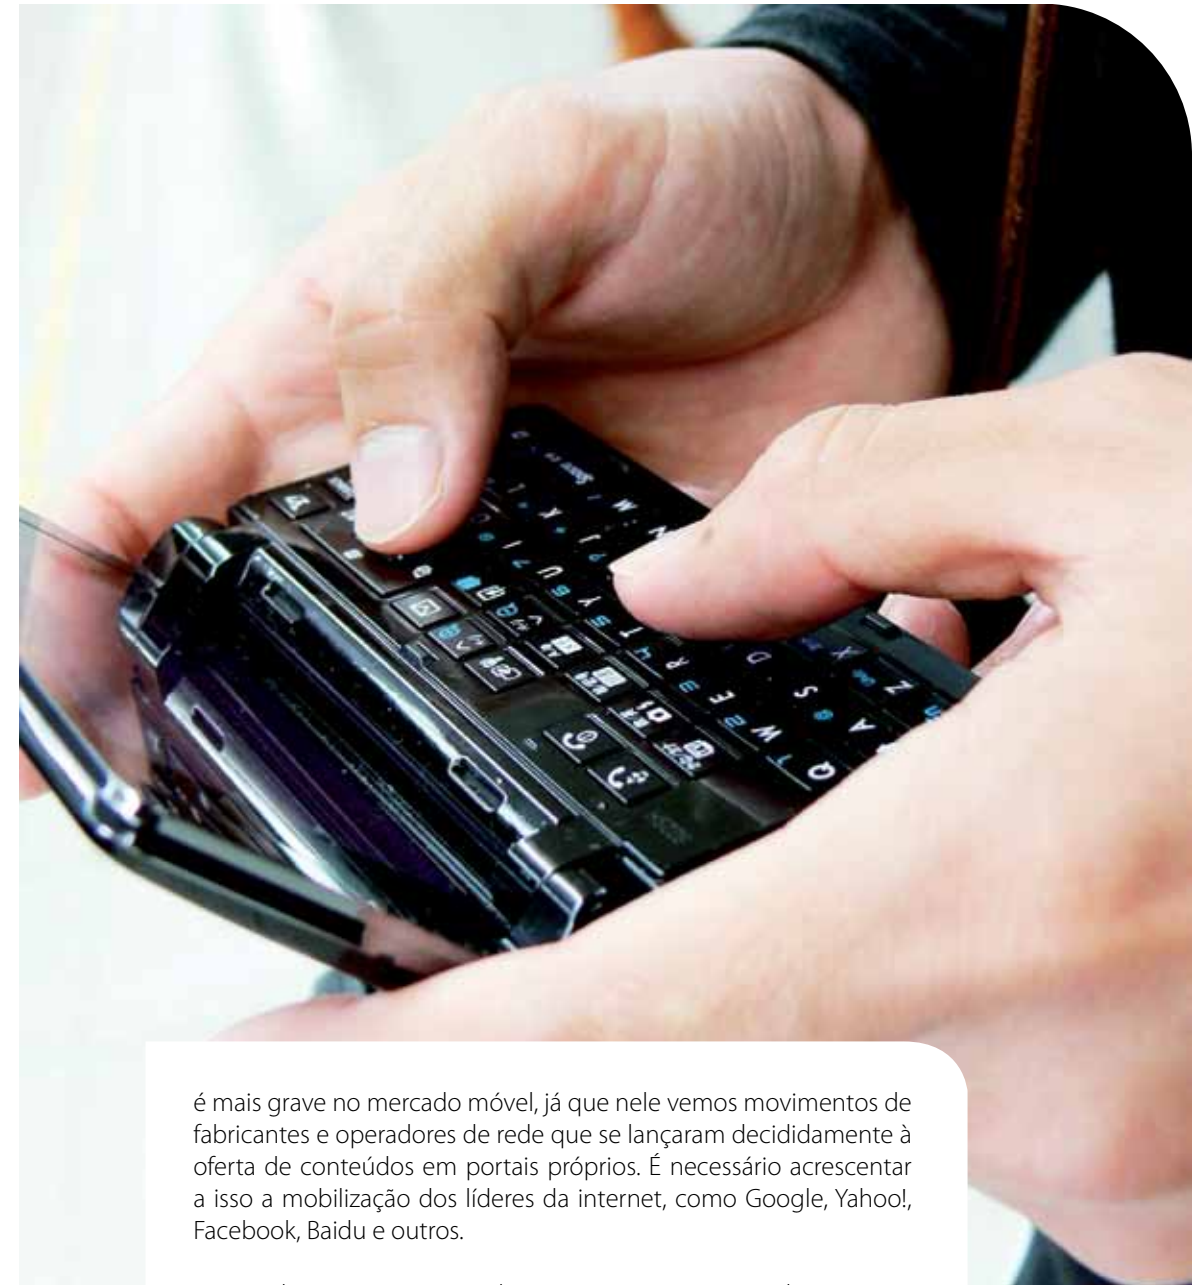 é mais grave no mercado móvel, já que nele vemos movimentos de
fabricantes e operadores de rede que se lançaram decididamente à
oferta de conteúdos em portais próprios. É necessário acrescentar
a isso a mobilização dos líderes da internet, como Google, Yahoo!,
Facebook, Baidu e outros.
Q W E R T Y U I
A S D J K L
Z X N M